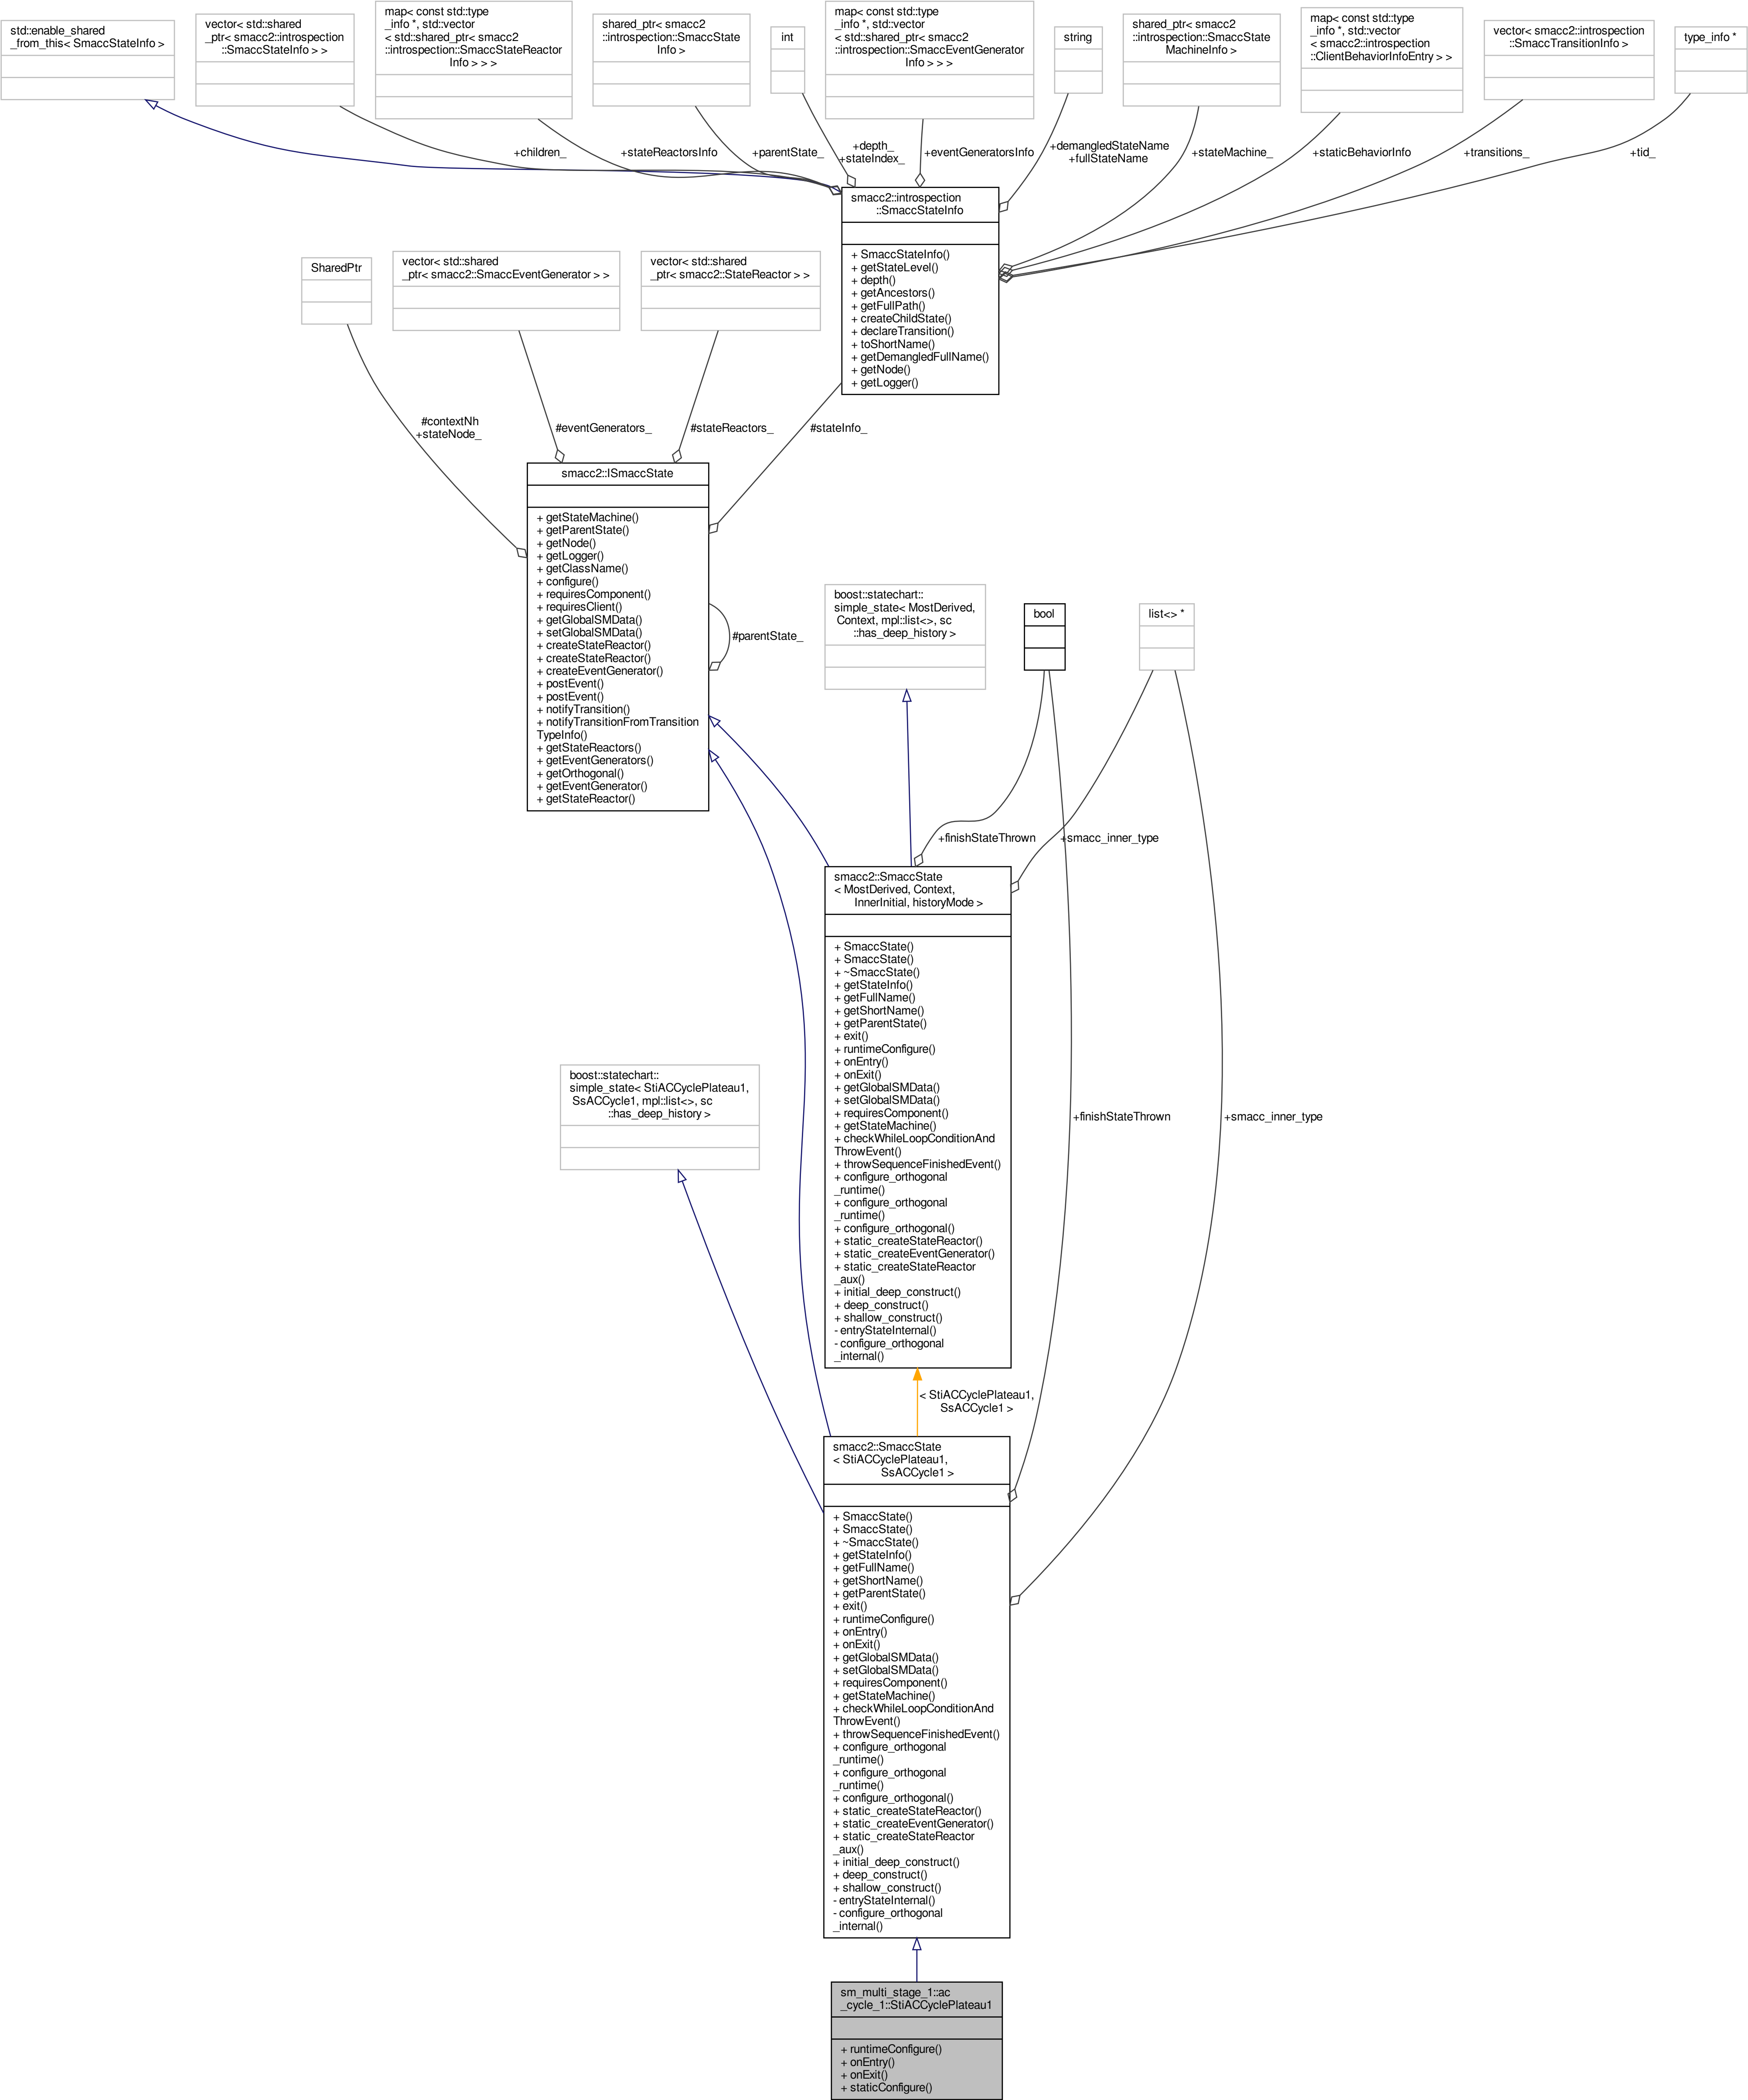 std::enable_shared
_from_this< SmaccStateInfo >
vector< std::shared
_ptr< smacc2::introspection
::SmaccStateInfo > >
map< const std::type
_info *, std::vector
< std::shared_ptr< smacc2
::introspection::SmaccStateReactor
Info > > >
shared_ptr< smacc2
::introspection::SmaccState
Info >
int
map< const std::type
_info *, std::vector
< std::shared_ptr< smacc2
::introspection::SmaccEventGenerator
Info > > >
string
shared_ptr< smacc2
::introspection::SmaccState
MachineInfo >
map< const std::type
_info *, std::vector
< smacc2::introspection
::ClientBehaviorInfoEntry > >
vector< smacc2::introspection
::SmaccTransitionInfo >
type_info *
+children_
+stateReactorsInfo
+parentState_
+depth_
+stateIndex_
+eventGeneratorsInfo
+demangledStateName
+fullStateName
+stateMachine_
+staticBehaviorInfo
+transitions_
+tid_
smacc2::introspection
::SmaccStateInfo
+ SmaccStateInfo()
+ getStateLevel()
+ depth()
+ getAncestors()
+ getFullPath()
+ createChildState()
+ declareTransition()
+ toShortName()
+ getDemangledFullName()
+ getNode()
+ getLogger()
SharedPtr
vector< std::shared
_ptr< smacc2::SmaccEventGenerator > >
vector< std::shared
_ptr< smacc2::StateReactor > >
#contextNh
+stateNode_
#eventGenerators_
#stateReactors_
#stateInfo_
smacc2::ISmaccState
+ getStateMachine()
+ getParentState()
+ getNode()
+ getLogger()
+ getClassName()
+ configure()
+ requiresComponent()
+ requiresClient()
+ getGlobalSMData()
+ setGlobalSMData()
+ createStateReactor()
+ createStateReactor()
+ createEventGenerator()
+ postEvent()
+ postEvent()
+ notifyTransition()
+ notifyTransitionFromTransition
TypeInfo()
+ getStateReactors()
+ getEventGenerators()
+ getOrthogonal()
+ getEventGenerator()
+ getStateReactor()
#parentState_
boost::statechart::
simple_state< MostDerived,
Context, mpl::list<>, sc
::has_deep_history >
bool
list<> *
+finishStateThrown
+smacc_inner_type
smacc2::SmaccState
< MostDerived, Context,
InnerInitial, historyMode >
+ SmaccState()
+ SmaccState()
+ ~SmaccState()
+ getStateInfo()
+ getFullName()
+ getShortName()
+ getParentState()
+ exit()
+ runtimeConfigure()
+ onEntry()
+ onExit()
+ getGlobalSMData()
+ setGlobalSMData()
+ requiresComponent()
+ getStateMachine()
+ checkWhileLoopConditionAnd
ThrowEvent()
+ throwSequenceFinishedEvent()
+ configure_orthogonal
_runtime()
+ configure_orthogonal
_runtime()
+ configure_orthogonal()
+ static_createStateReactor()
+ static_createEventGenerator()
+ static_createStateReactor
_aux()
+ initial_deep_construct()
+ deep_construct()
+ shallow_construct()
- entryStateInternal()
- configure_orthogonal
_internal()
boost::statechart::
simple_state< StiACCyclePlateau1,
SsACCycle1, mpl::list<>, sc
::has_deep_history >
+finishStateThrown
+smacc_inner_type
< StiACCyclePlateau1,
SsACCycle1 >
smacc2::SmaccState
< StiACCyclePlateau1,
SsACCycle1 >
+ SmaccState()
+ SmaccState()
+ ~SmaccState()
+ getStateInfo()
+ getFullName()
+ getShortName()
+ getParentState()
+ exit()
+ runtimeConfigure()
+ onEntry()
+ onExit()
+ getGlobalSMData()
+ setGlobalSMData()
+ requiresComponent()
+ getStateMachine()
+ checkWhileLoopConditionAnd
ThrowEvent()
+ throwSequenceFinishedEvent()
+ configure_orthogonal
_runtime()
+ configure_orthogonal
_runtime()
+ configure_orthogonal()
+ static_createStateReactor()
+ static_createEventGenerator()
+ static_createStateReactor
_aux()
+ initial_deep_construct()
+ deep_construct()
+ shallow_construct()
- entryStateInternal()
- configure_orthogonal
_internal()
sm_multi_stage_1::ac
_cycle_1::StiACCyclePlateau1
+ runtimeConfigure()
+ onEntry()
+ onExit()
+ staticConfigure()